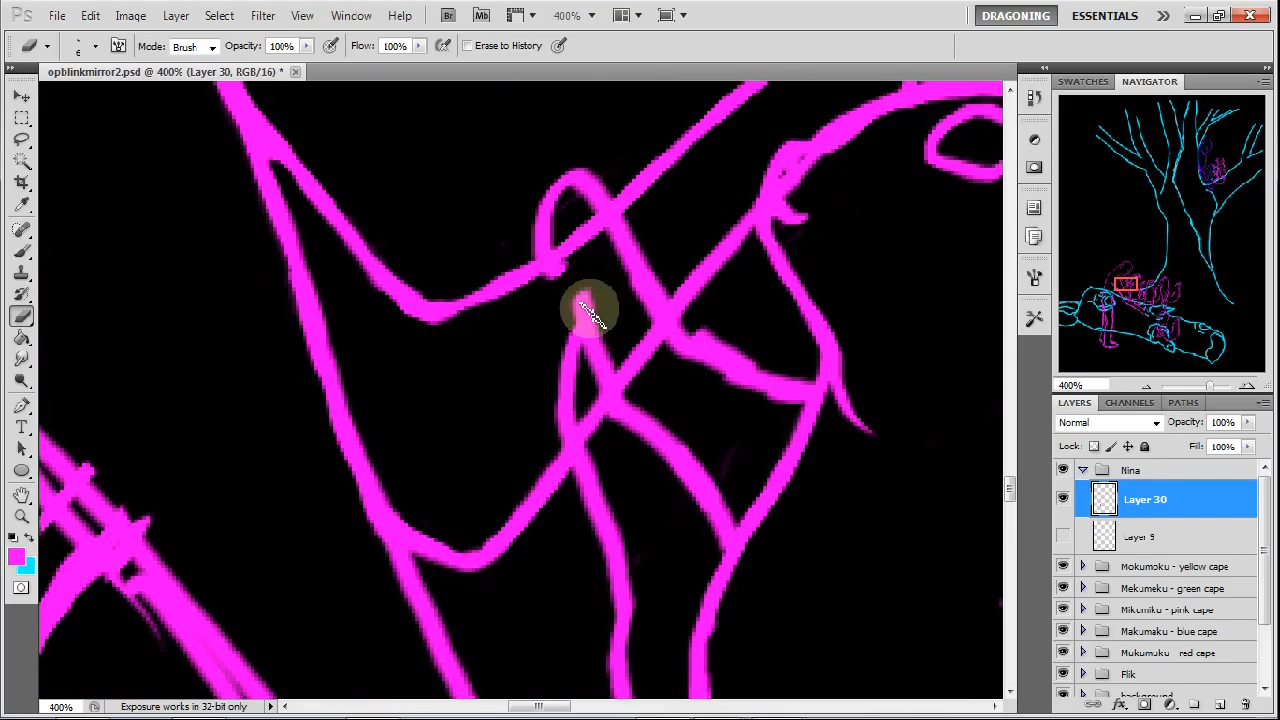 Ps File Edit Image Layer Select Filter View Window Help Br Mb 400% DRAGONING ESSENTIALS
6 Mode: Brush Opacity: 100% Flow: 100% Erase to History
opblinkmirror2.psd @ 400% (Layer 30, RGB/16) *
SWATCHES NAVIGATOR
400%
LAYERS CHANNELS PATHS
Normal Opacity: 100%
Lock: Fill: 100%
Nina
Layer 30
Layer 9
Mokumoku - yellow cape
Mekumeku - green cape
Mikumiku - pink cape
Makumaku - blue cape
Mukumuku - red cape
Flik
background
400% Exposure works in 32-bit only